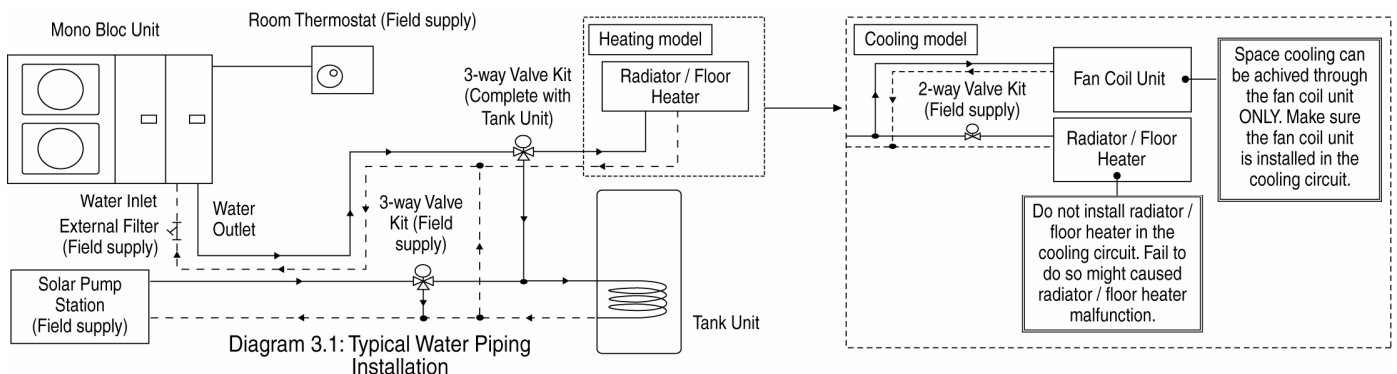 Mono Bloc Unit
Room Thermostat (Field supply)
3-way Valve Kit
(Complete with
Tank Unit)
Heating model
Radiator / Floor
Heater
Water Inlet
External Filter
(Field supply)
Water
Outlet
3-way Valve
Kit (Field
supply)
Solar Pump
Station
(Field supply)
Tank Unit
Diagram 3.1: Typical Water Piping
Installation
Cooling model
2-way Valve Kit
(Field supply)
Fan Coil Unit
Radiator / Floor
Heater
Space cooling can
be achived through
the fan coil unit
ONLY. Make sure
the fan coil unit
is installed in the
cooling circuit.
Do not install radiator /
floor heater in the
cooling circuit. Fail to
do so might caused
radiator / floor heater
malfunction.